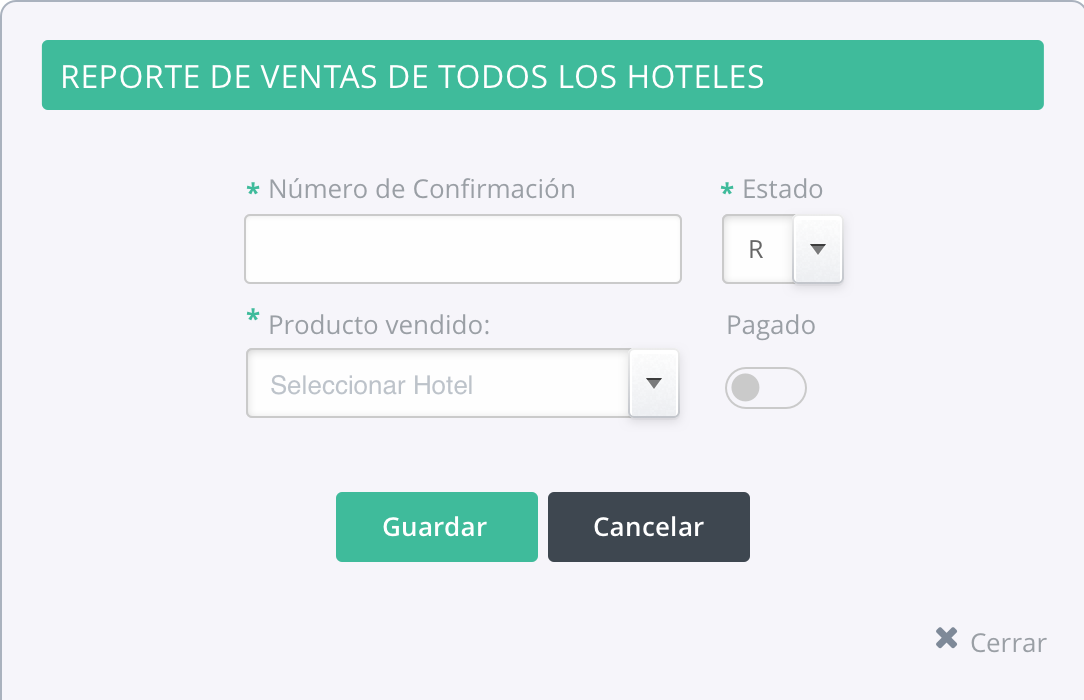 REPORTE DE VENTAS DE TODOS LOS HOTELES
* Número de Confirmación
* Estado
R
* Producto vendido:
Pagado
Seleccionar Hotel
Guardar
Cancelar
Cerrar